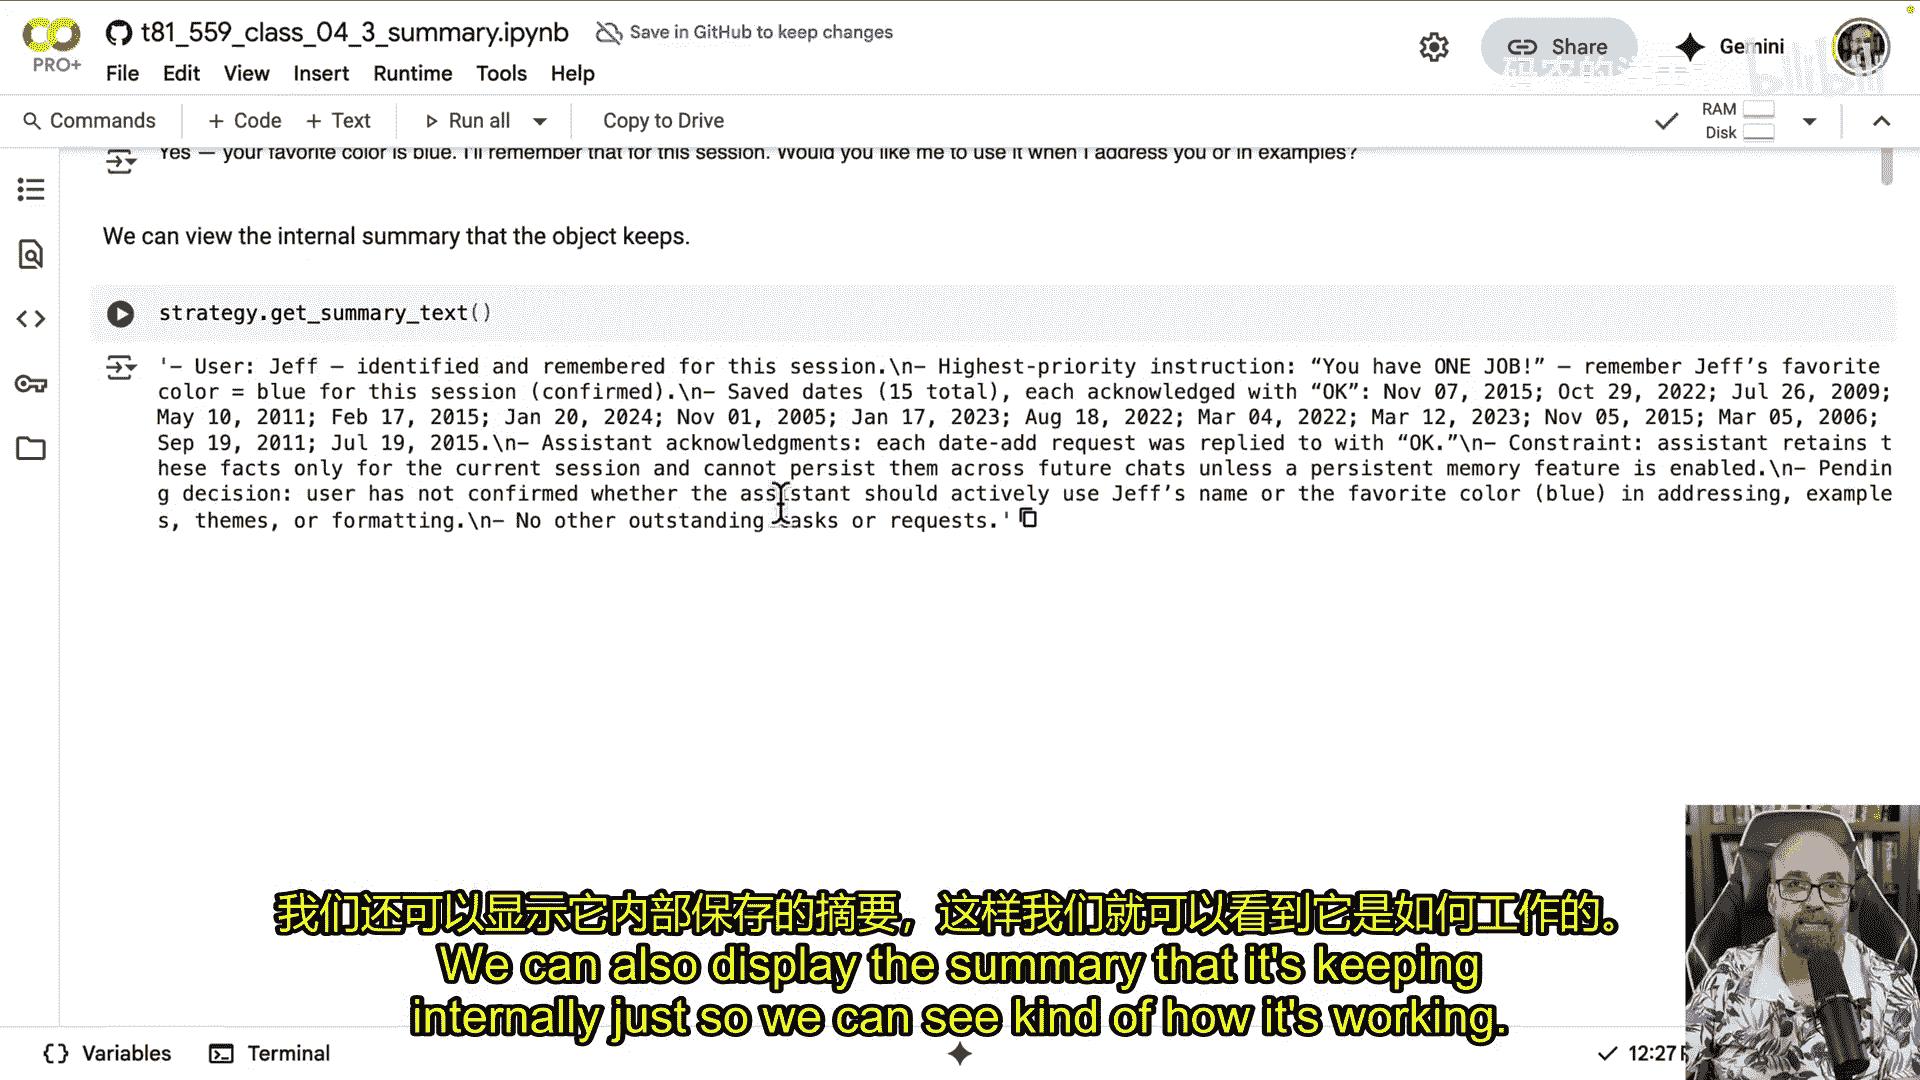 t81_559_class_04_3_summary.ipynb
Save in GitHub to keep changes
Share
Gemini
PRO+
File Edit View Insert Runtime Tools Help
Commands + Code + Text Run all Copy to Drive
RAM
Disk
Yes — your favorite color is blue. I'll remember that for this session. Would you like me to use it when I address you or in examples?
We can view the internal summary that the object keeps.
strategy.get_summary_text()
'- User: Jeff — identified and remembered for this session.\n- Highest-priority instruction: “You have ONE JOB!” — remember Jeff’s favorite
color = blue for this session (confirmed).\n- Saved dates (15 total), each acknowledged with “OK”: Nov 07, 2015; Oct 29, 2022; Jul 26, 2009;
May 10, 2011; Feb 17, 2015; Jan 20, 2024; Nov 01, 2005; Jan 17, 2023; Aug 18, 2022; Mar 04, 2022; Mar 12, 2023; Nov 05, 2015; Mar 05, 2006;
Sep 19, 2011; Jul 19, 2015.\n- Assistant acknowledgments: each date-add request was replied to with “OK.”\n- Constraint: assistant retains t
hese facts only for the current session and cannot persist them across future chats unless a persistent memory feature is enabled.\n- Pendin
g decision: user has not confirmed whether the assistant should actively use Jeff’s name or the favorite color (blue) in addressing, example
s, themes, or formatting.\n- No other outstanding tasks or requests.'
我们还可以显示它内部保存的摘要，这样我们就可以看到它是如何工作的。
We can also display the summary that it's keeping
internally just so we can see kind of how it's working.
Variables Terminal
12:27